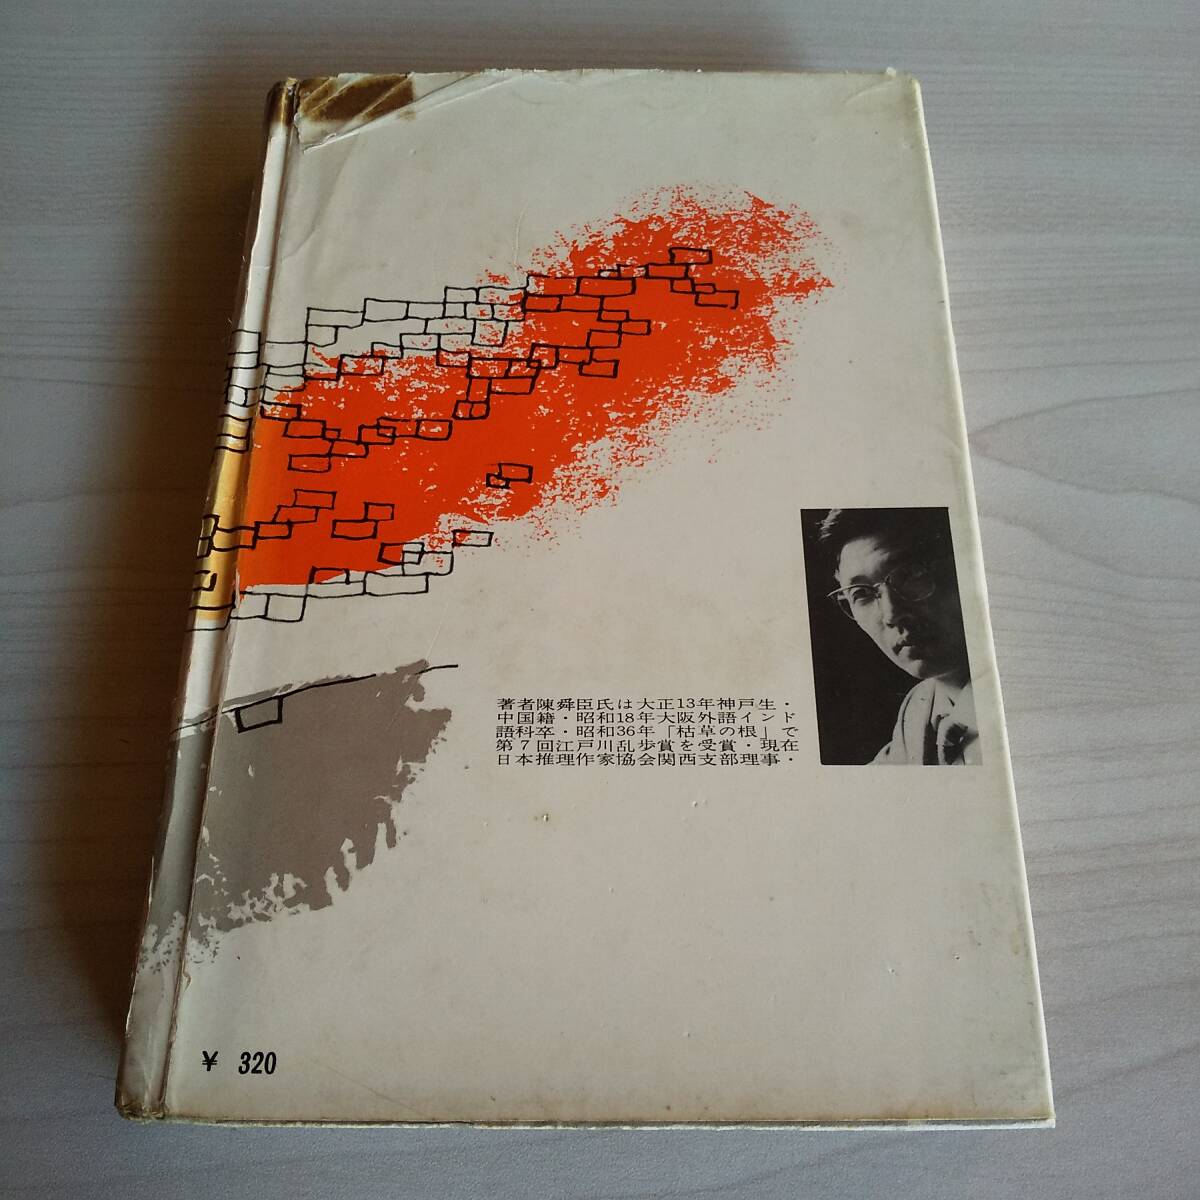 著者陳舜臣氏は大正13年神戸生・
中国籍・昭和18年大阪外語インド
語科卒・昭和36年「枯草の根」で
第7回江戸川乱歩賞を受賞・現在
日本推理作家協会関西支部理事・
¥ 320